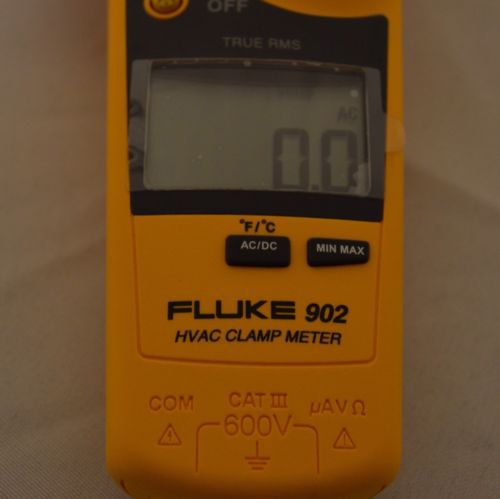 OFF
TRUE RMS
AC
0.0
°F/°C
AC/DC MIN MAX
FLUKE 902
HVAC CLAMP METER
COM CAT III µAVΩ
600V